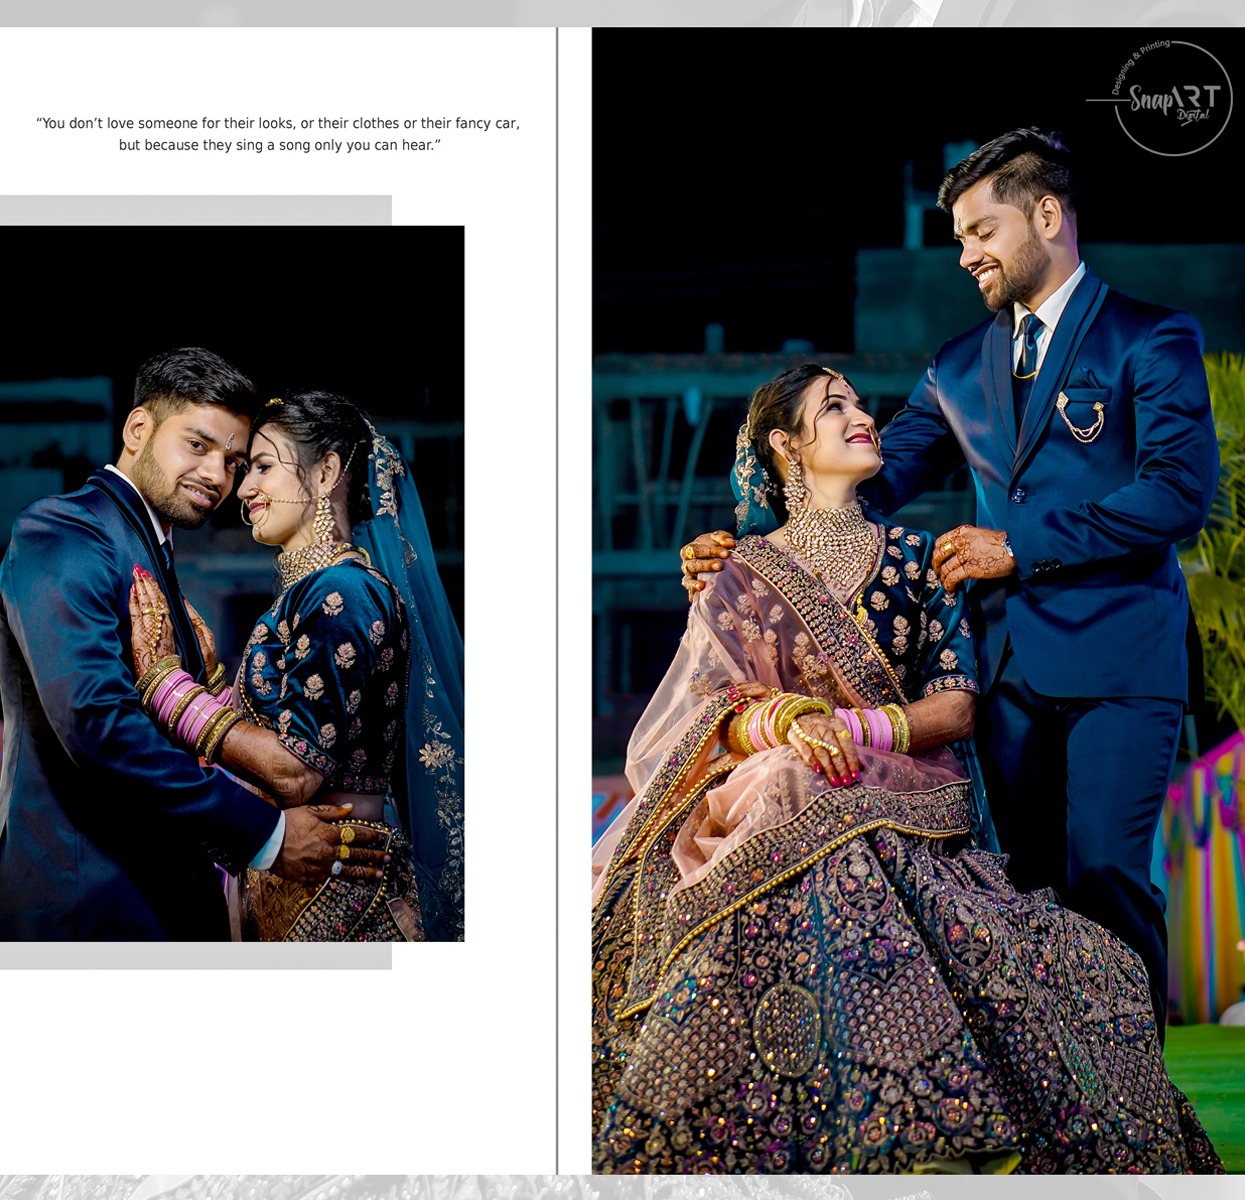 “You don’t love someone for their looks, or their clothes or their fancy car,
but because they sing a song only you can hear.”
Designing & Printing
SnapART
Digital